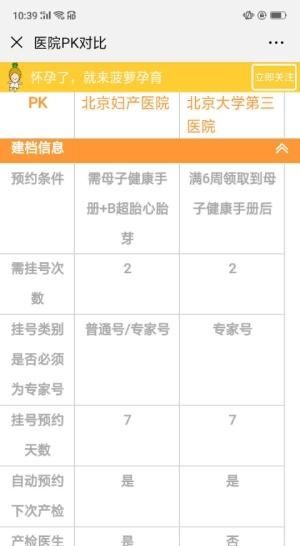 10:39
医院PK对比
怀孕了，就来菠萝孕育
立即关注
PK
北京妇产医院
北京大学第三
医院
建档信息
预约条件
需母子健康手
册+B超胎心胎
芽
满6周领取到母
子健康手册后
需挂号次
数
2
2
挂号类别
是否必须
为专家号
普通号/专家号
专家号
挂号预约
天数
7
7
自动预约
下次产检
是
是
产检医生
是
否